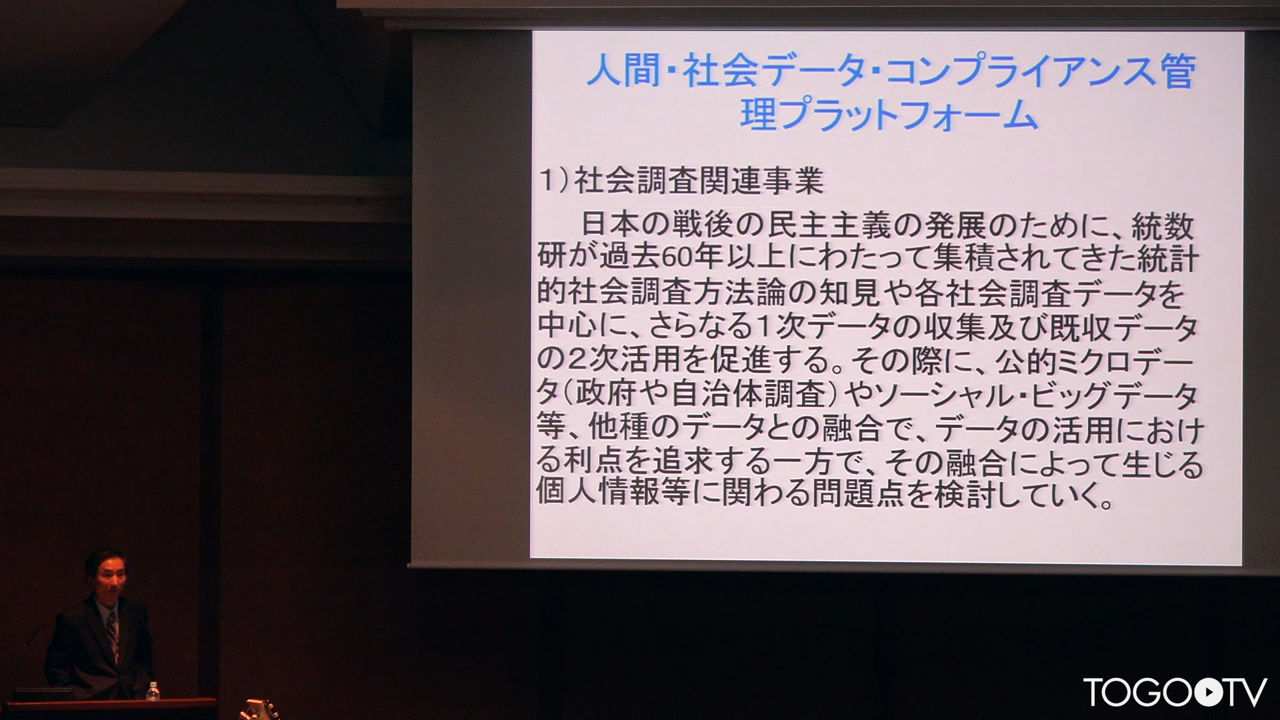 人間・社会データ・コンプライアンス管
理プラットフォーム
１）社会調査関連事業
日本の戦後の民主主義の発展のために、統数
研が過去60年以上にわたって集積されてきた統計
的社会調査方法論の知見や各社会調査データを
中心に、さらなる１次データの収集及び既収データ
の２次活用を促進する。その際に、公的ミクロデー
タ（政府や自治体調査）やソーシャル・ビッグデータ
等、他種のデータとの融合で、データの活用におけ
る利点を追求する一方で、その融合によって生じる
個人情報等に関わる問題点を検討していく。
TOGOTV